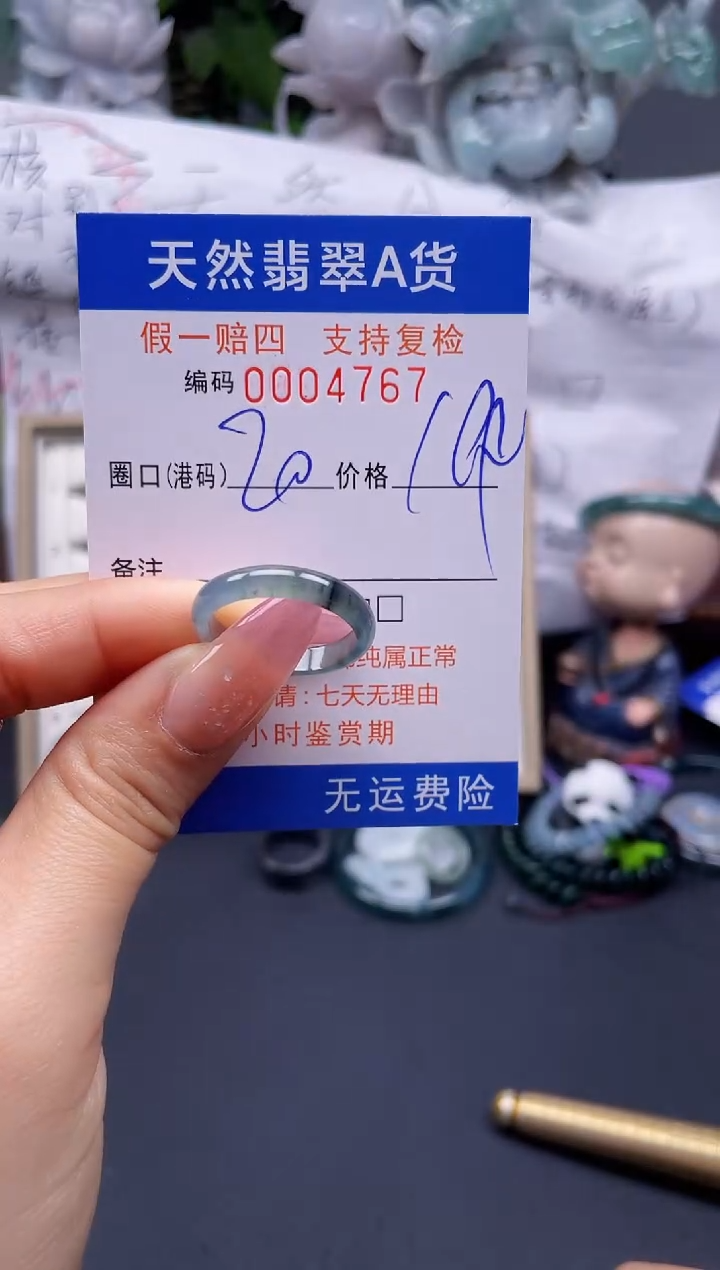 天然翡翠A货
假一赔四 支持复检
编码 0004767
圈口(港码) 20 价格
备注
纯属正常
请：七天无理由
小时鉴赏期
无运费险
核
对